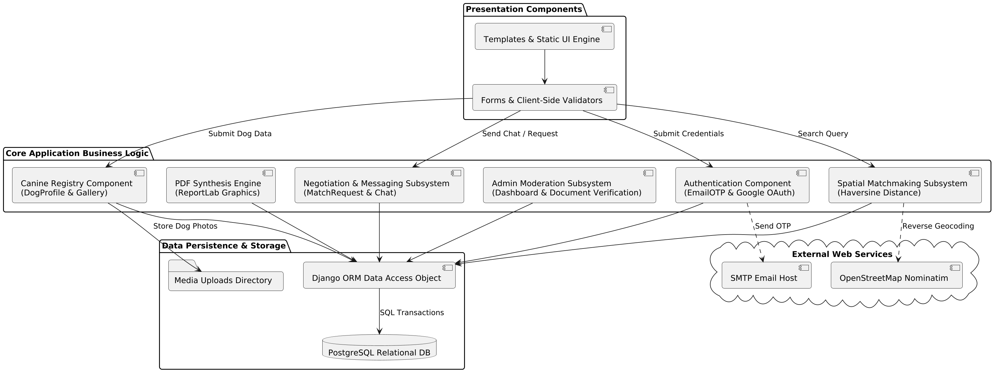 Presentation Components
Templates & Static UI Engine
Forms & Client-Side Validators
Submit Dog Data
Send Chat / Request
Submit Credentials
Search Query
Core Application Business Logic
Canine Registry Component
(DogProfile & Gallery)
PDF Synthesis Engine
(ReportLab Graphics)
Negotiation & Messaging Subsystem
(MatchRequest & Chat)
Admin Moderation Subsystem
(Dashboard & Document Verification)
Authentication Component
(EmailOTP & Google OAuth)
Spatial Matchmaking Subsystem
(Haversine Distance)
Store Dog Photos
Send OTP
Reverse Geocoding
Data Persistence & Storage
External Web Services
Media Uploads Directory
Django ORM Data Access Object
SMTP Email Host
OpenStreetMap Nominatim
SQL Transactions
PostgreSQL Relational DB